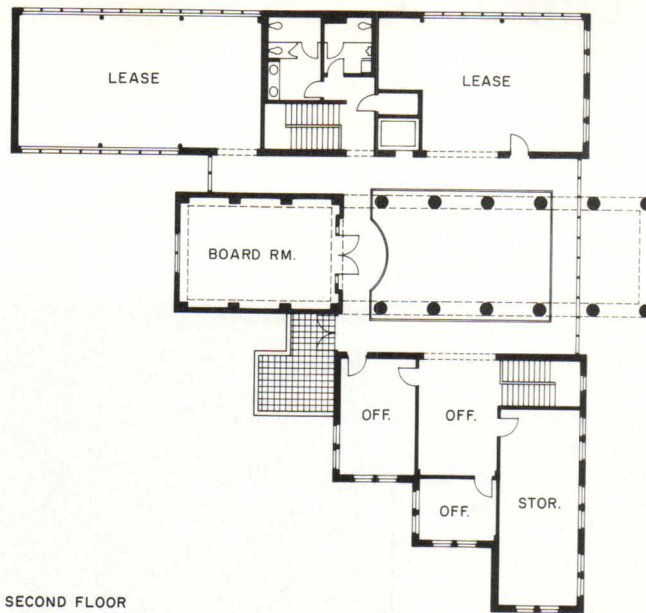 LEASE
LEASE
BOARD RM.
OFF.
OFF.
OFF.
STOR.
SECOND FLOOR